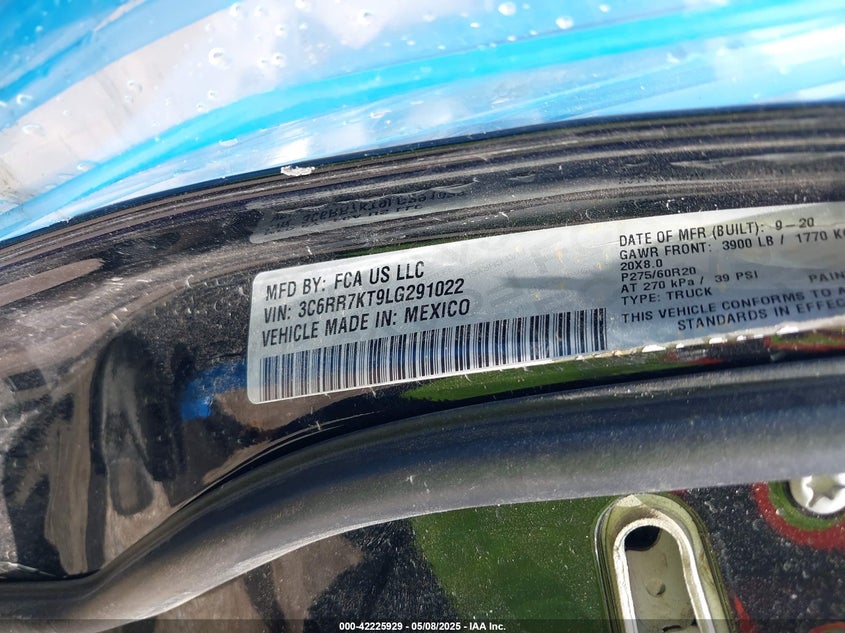 MFD BY: FCA US LLC
VIN: 3C6RR7KT9LG291022
VEHICLE MADE IN: MEXICO
DATE OF MFR (BUILT): 9-20
GAWR FRONT: 3900 LB / 1770 KG
20X8.0
P275/60R20
AT 270 kPa / 39 PSI
TYPE: TRUCK PAIN
THIS VEHICLE
STANDARDS IN EFFEC
000-42225929 - 05/08/2025 - IAA Inc.